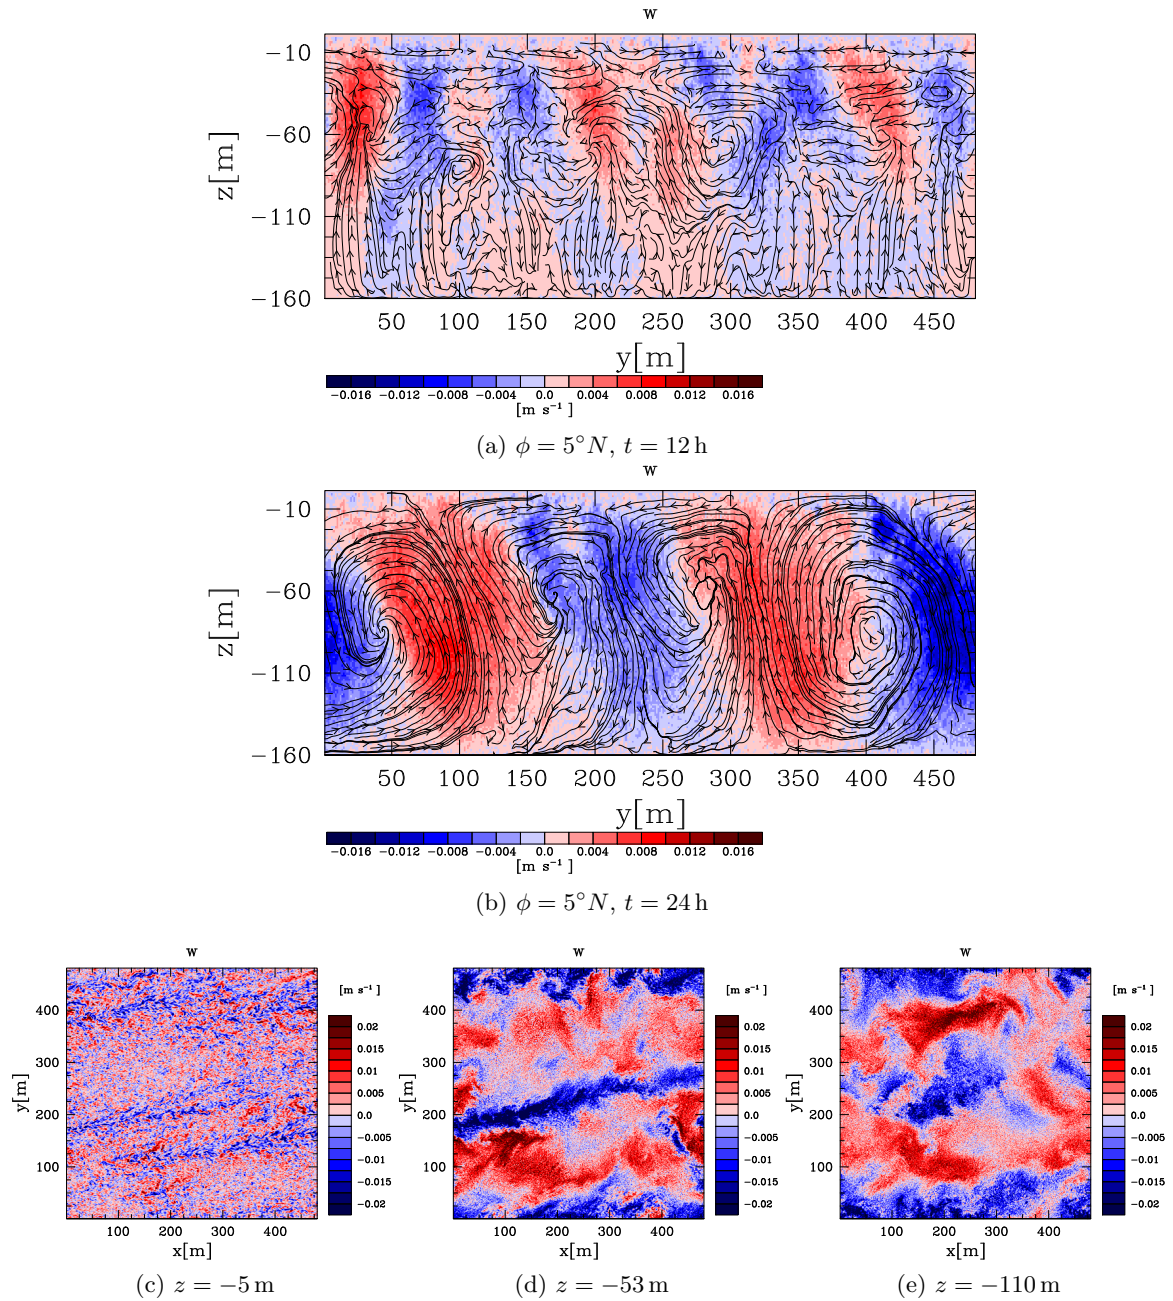 w
−10
−60
−110
−160
z[m]
50 100 150 200 250 300 350 400 450
y[m]
−0.016 −0.012 −0.008 −0.004 0.0 0.004 0.008 0.012 0.016
[m s⁻¹]
(a) ϕ = 5°N, t = 12 h
w
−10
−60
−110
−160
z[m]
50 100 150 200 250 300 350 400 450
y[m]
−0.016 −0.012 −0.008 −0.004 0.0 0.004 0.008 0.012 0.016
[m s⁻¹]
(b) ϕ = 5°N, t = 24 h
w
[m s⁻¹]
400
300
200
100
y[m]
100 200 300 400
x[m]
0.02
0.015
0.01
0.005
0.0
−0.005
−0.01
−0.015
−0.02
(c) z = −5 m
w
[m s⁻¹]
400
300
200
100
y[m]
100 200 300 400
x[m]
0.02
0.015
0.01
0.005
0.0
−0.005
−0.01
−0.015
−0.02
(d) z = −53 m
w
[m s⁻¹]
400
300
200
100
y[m]
100 200 300 400
x[m]
0.02
0.015
0.01
0.005
0.0
−0.005
−0.01
−0.015
−0.02
(e) z = −110 m